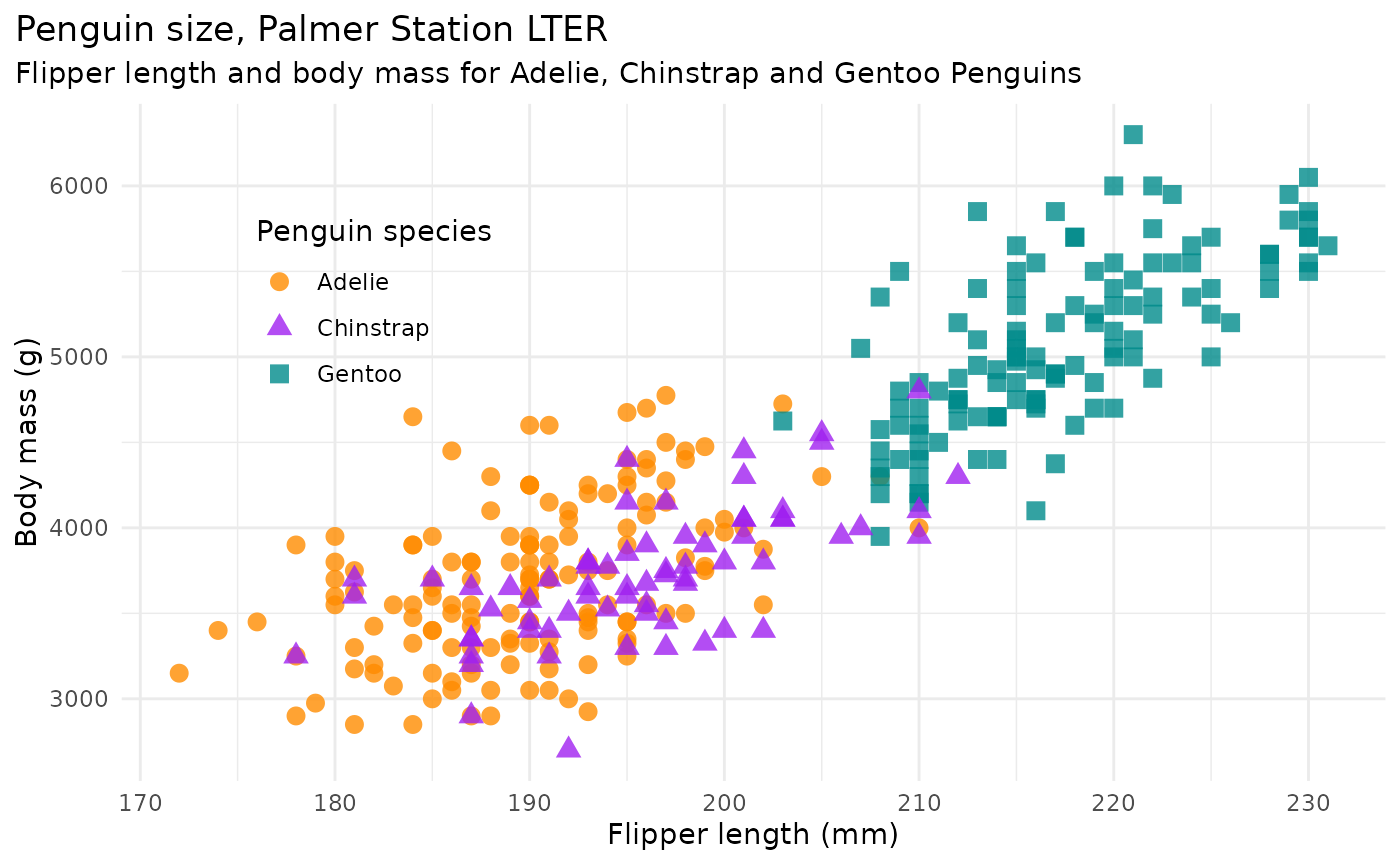 Penguin size, Palmer Station LTER
Flipper length and body mass for Adelie, Chinstrap and Gentoo Penguins
Body mass (g)
6000
5000
4000
3000
Penguin species
Adelie
Chinstrap
Gentoo
170 180 190 200 210 220 230
Flipper length (mm)